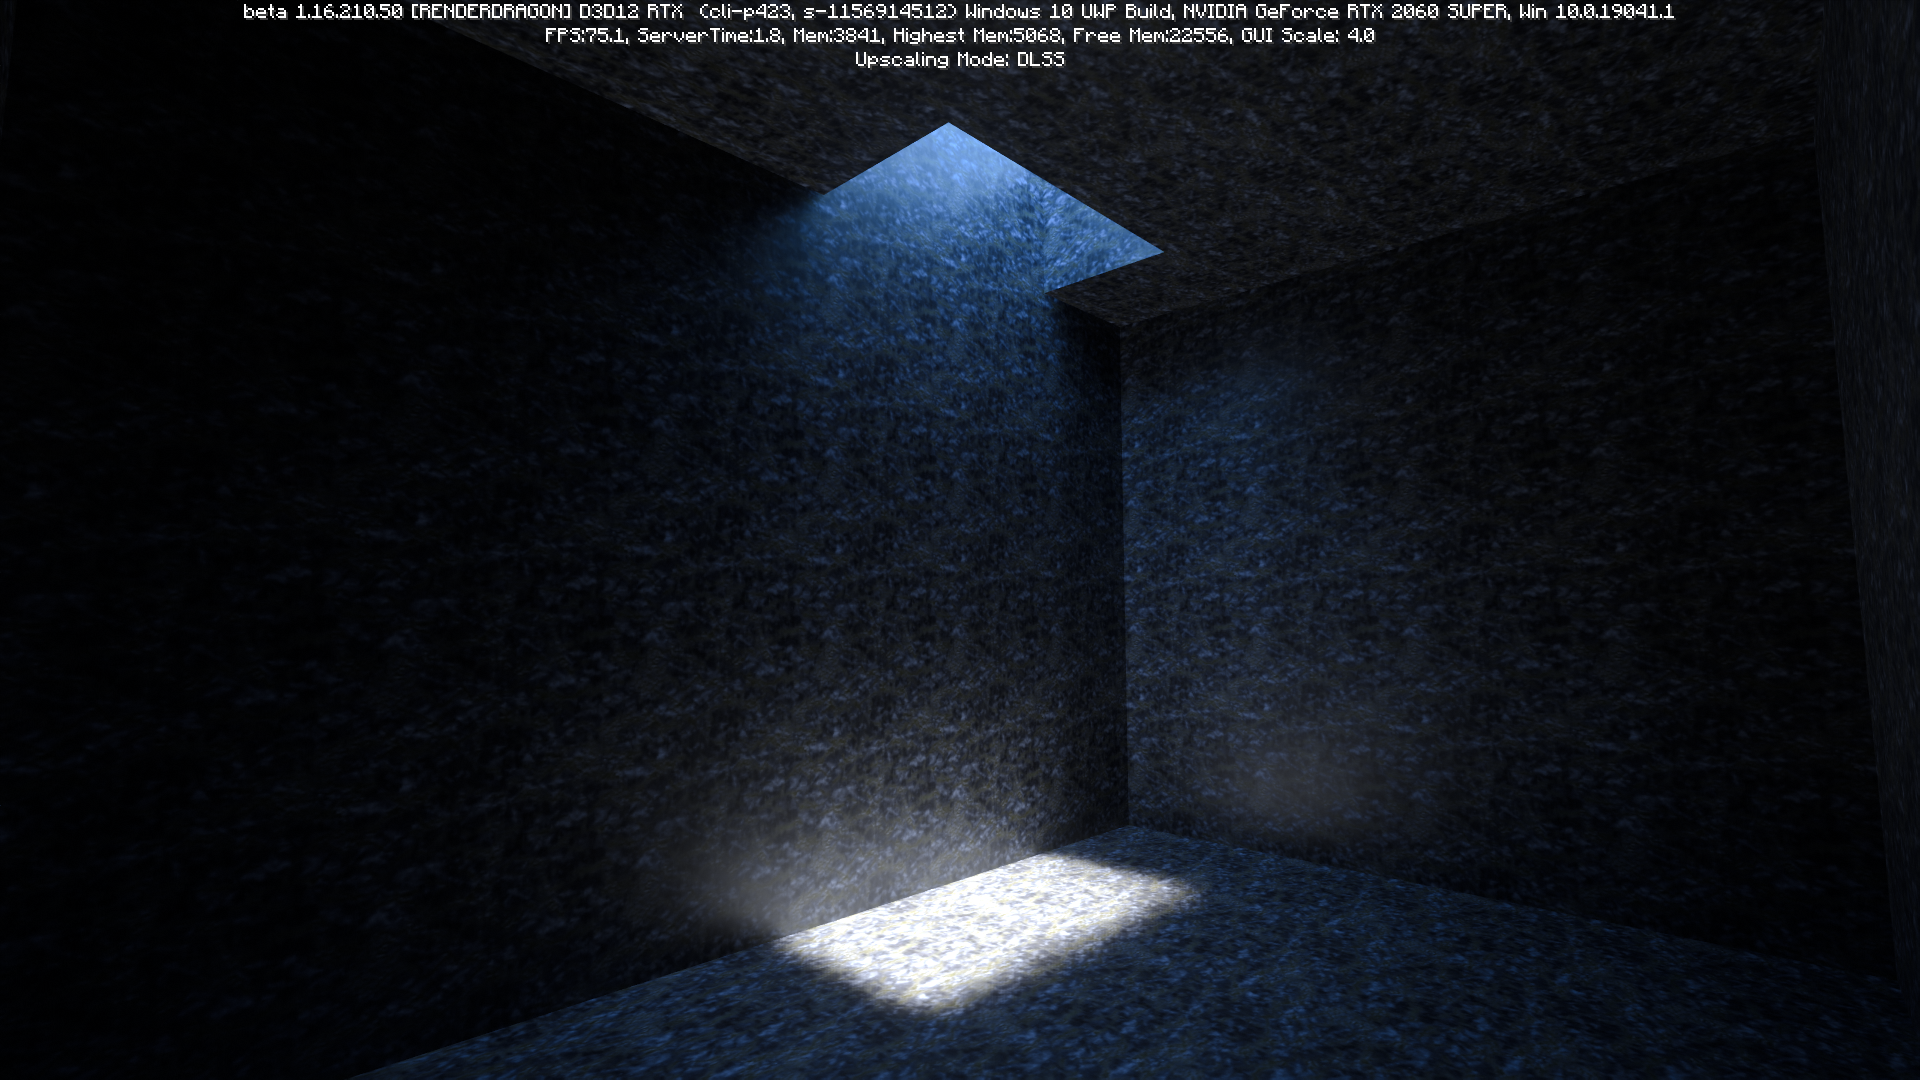 beta 1.16.210.50 [RENDERDRAGON] D3D12 RTX  (cli-p423, s-1156914512) Windows 10 UWP Build, NVIDIA GeForce RTX 2060 SUPER, Win 10.0.19041.1
FPS:75.1, ServerTime:1.8, Mem:3841, Highest Mem:5068, Free Mem:22556, GUI Scale: 4.0
Upscaling Mode: DLSS